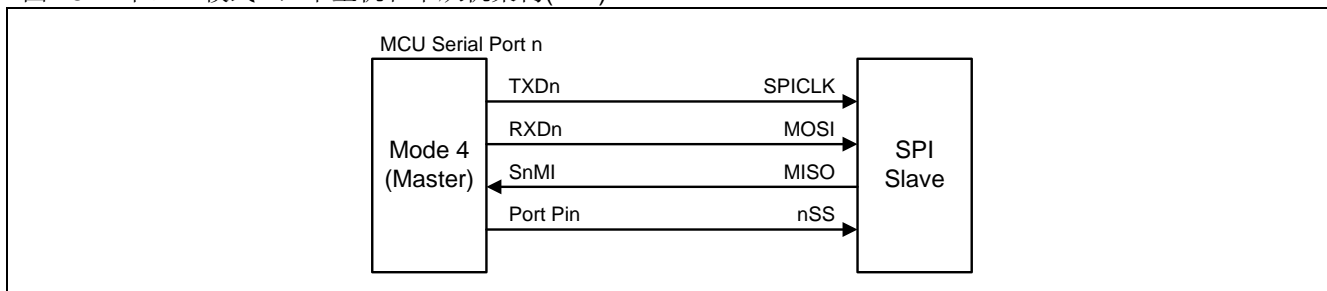 MCU Serial Port n
TXDn SPICLK
RXDn MOSI
Mode 4
(Master)
SnMI MISO
SPI
Slave
Port Pin nSS